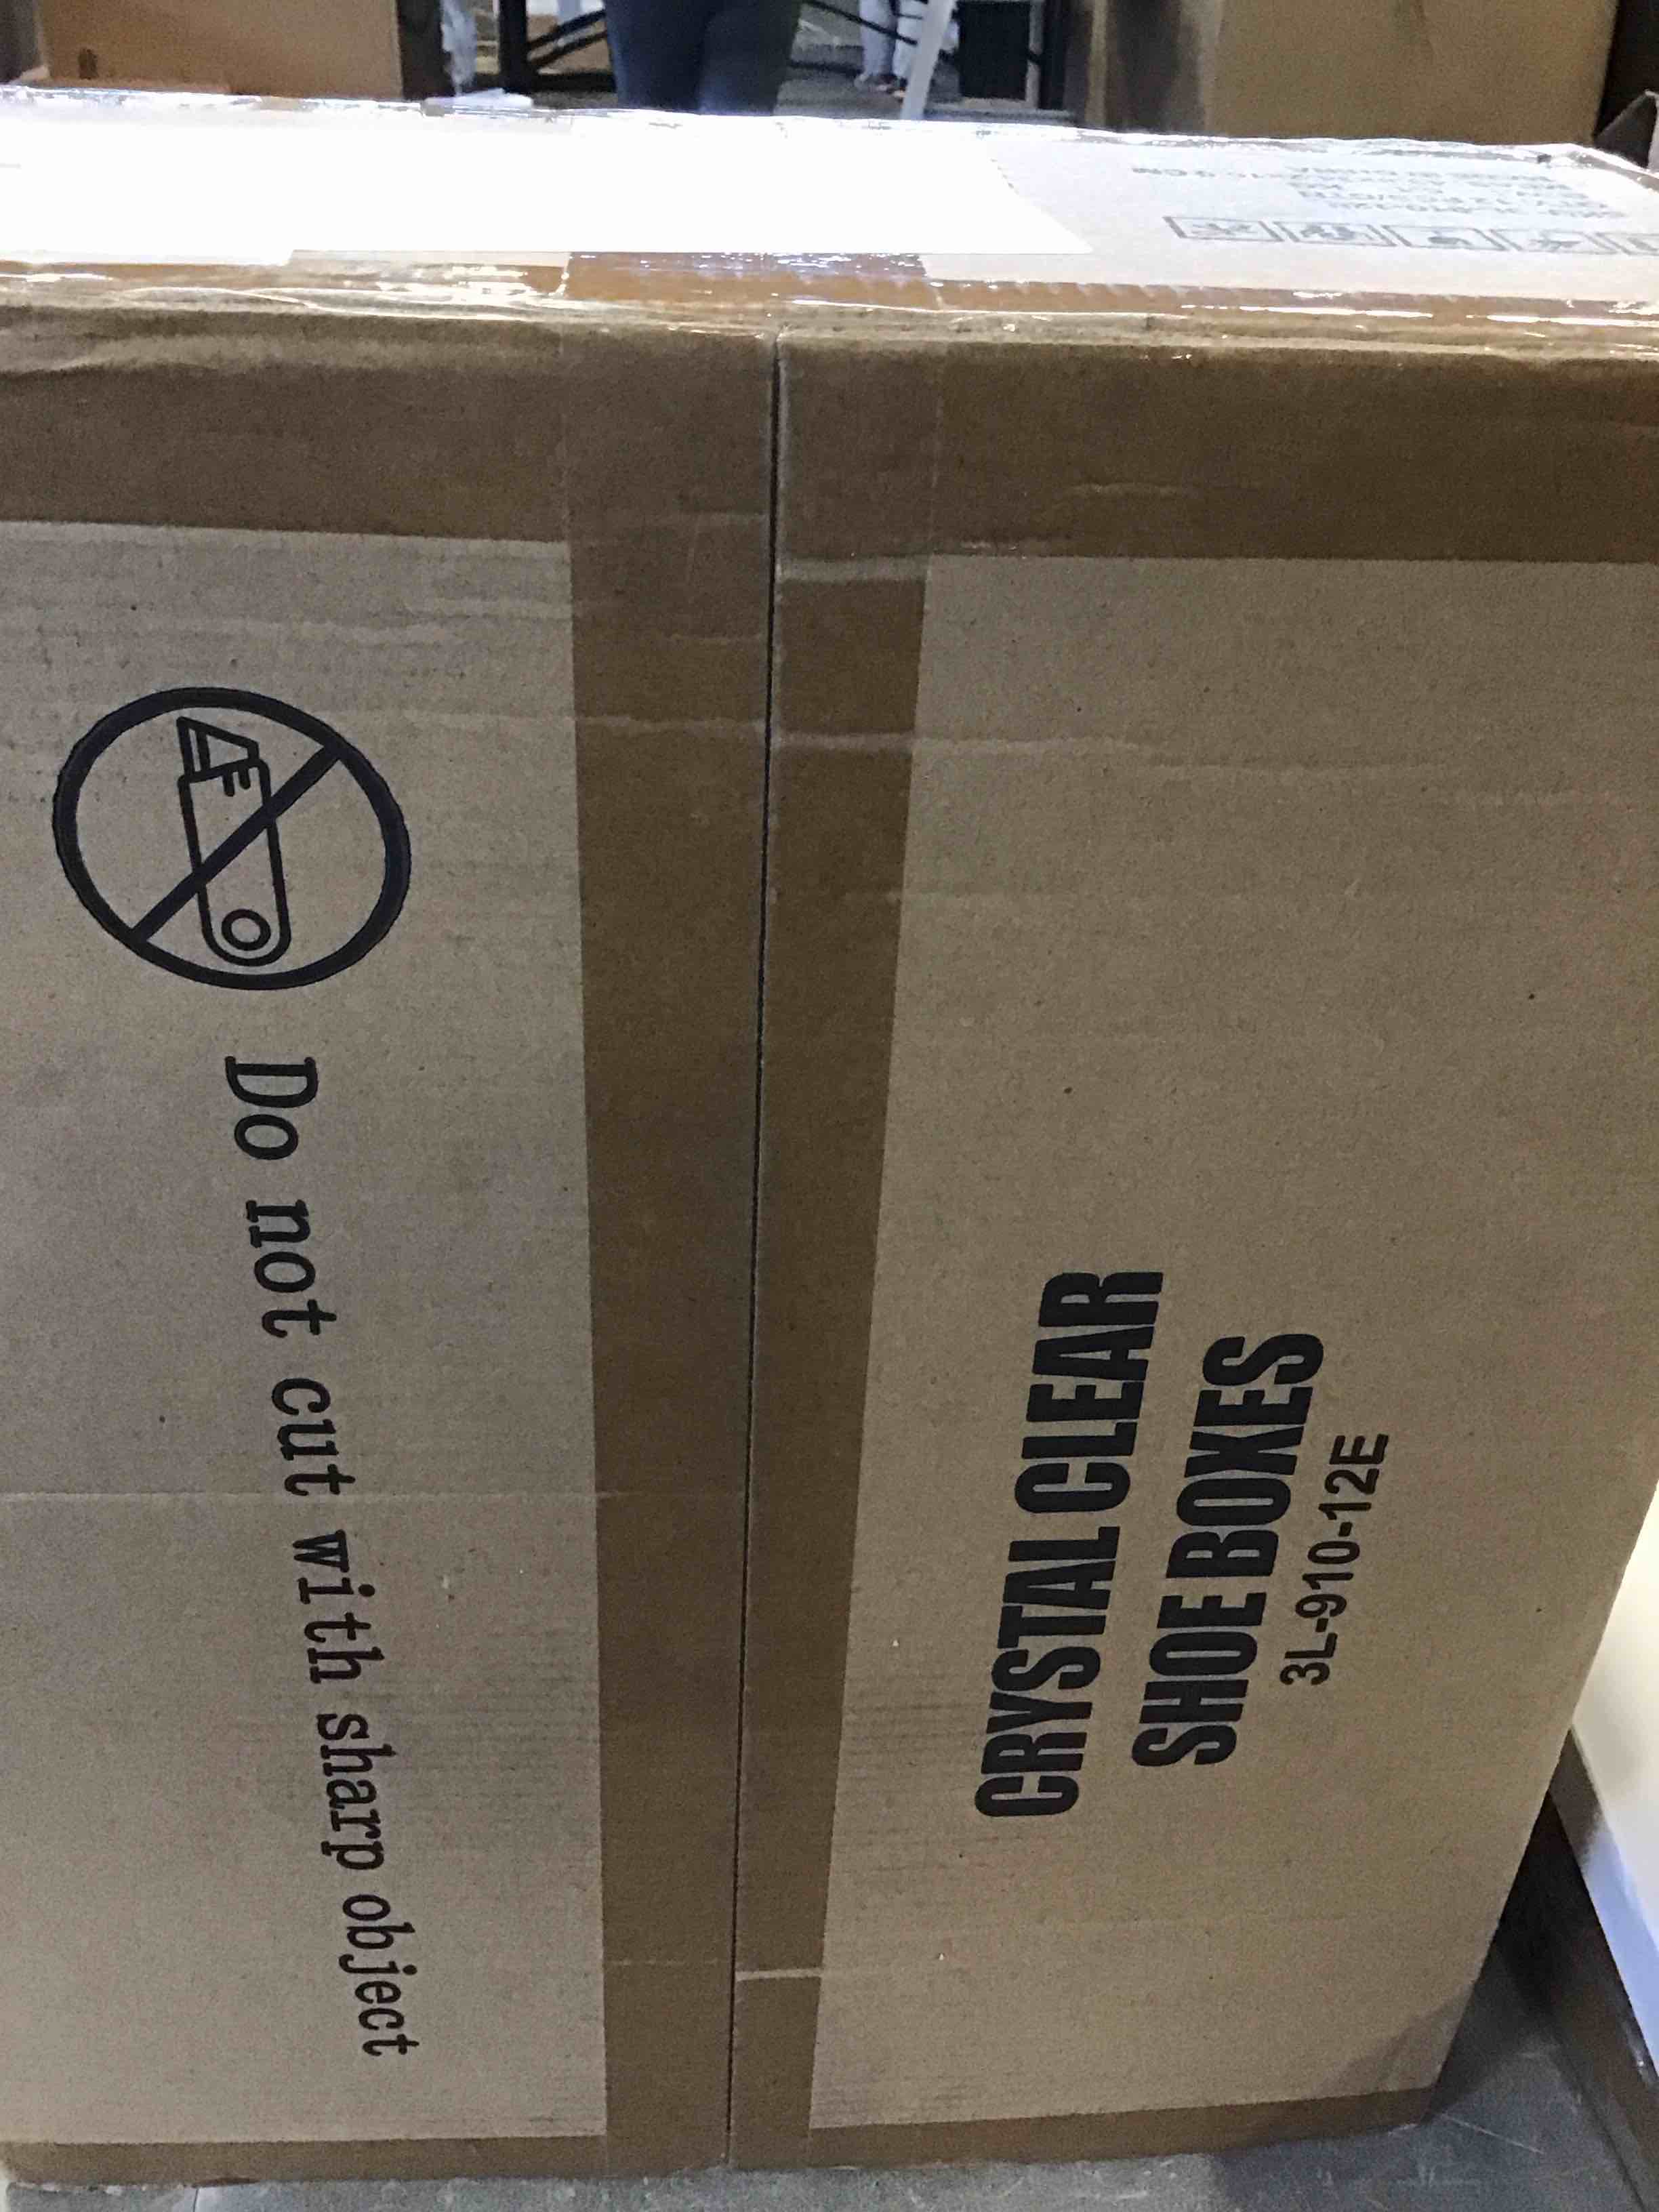 Do not cut with sharp object
CRYSTAL CLEAR
SHOE BOXES
3L-910-12E